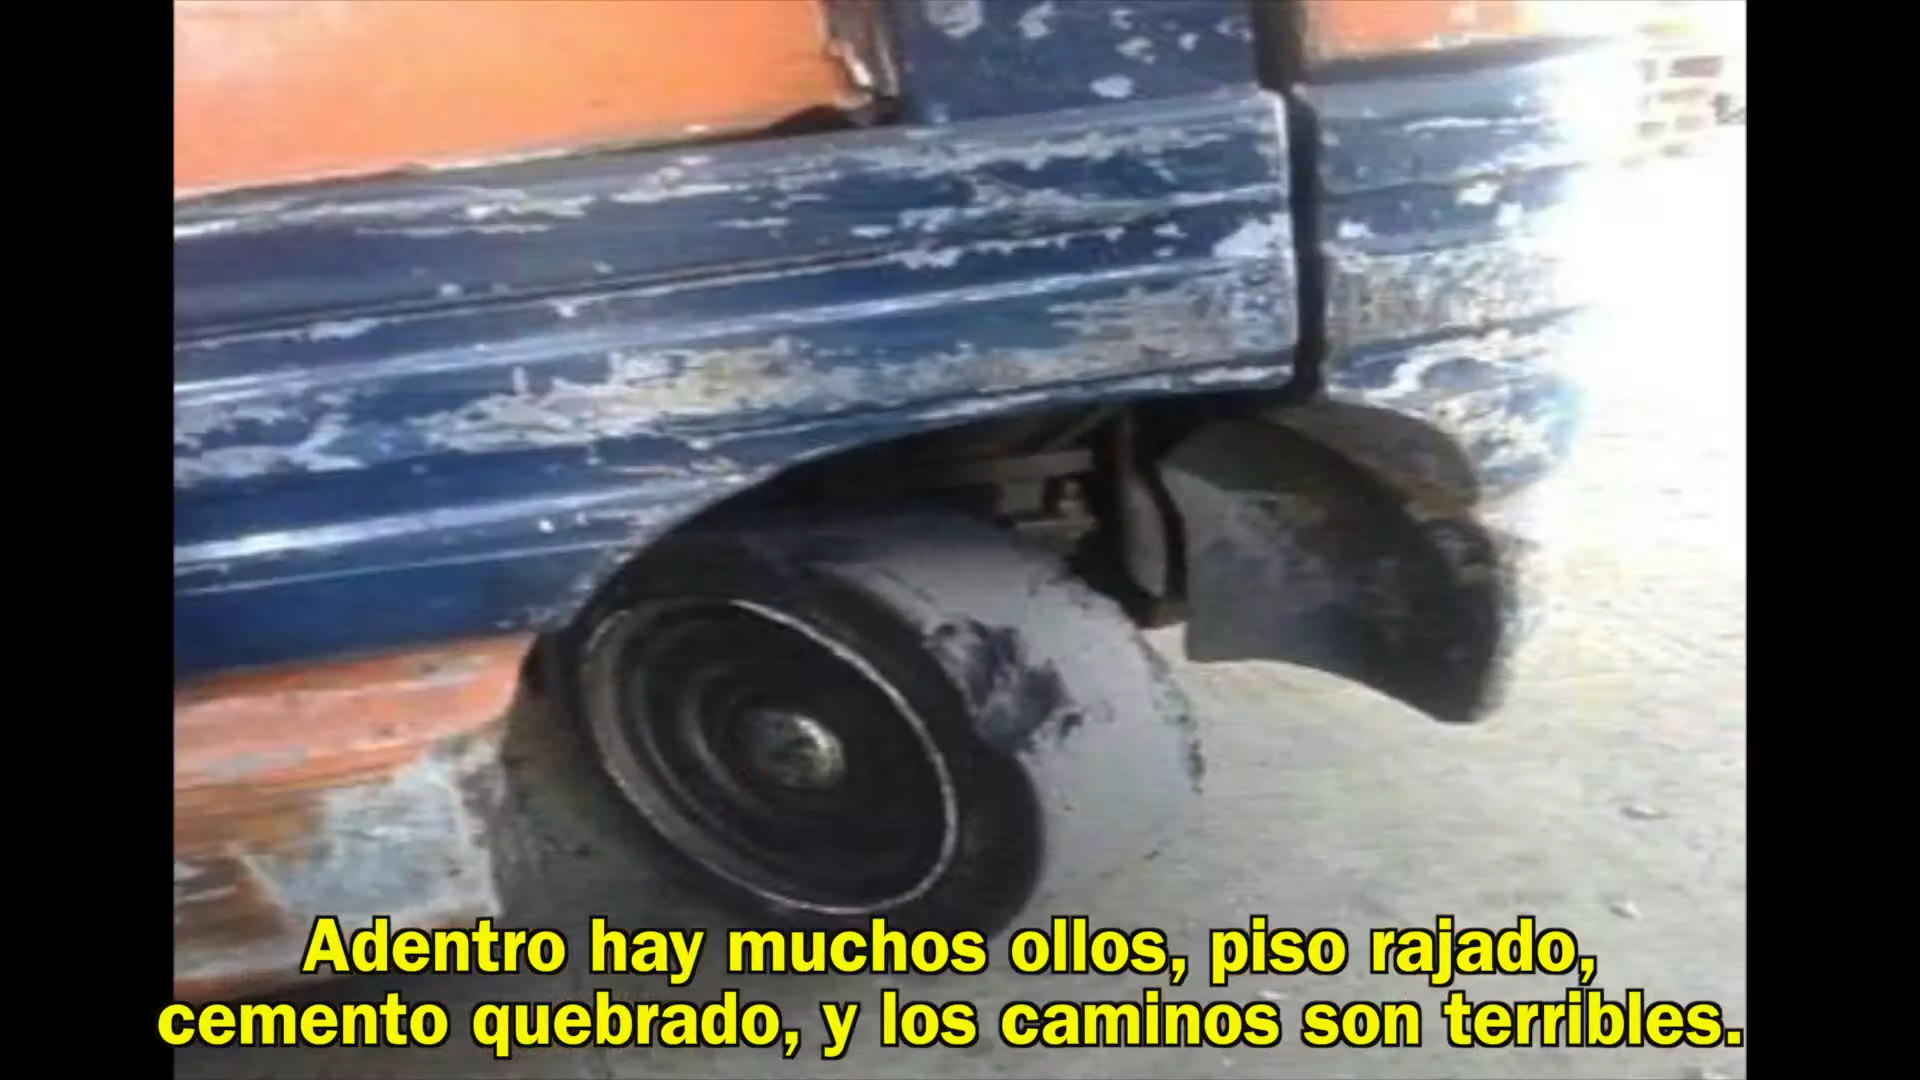 Adentro hay muchos ollos, piso rajado,
cemento quebrado, y los caminos son terribles.